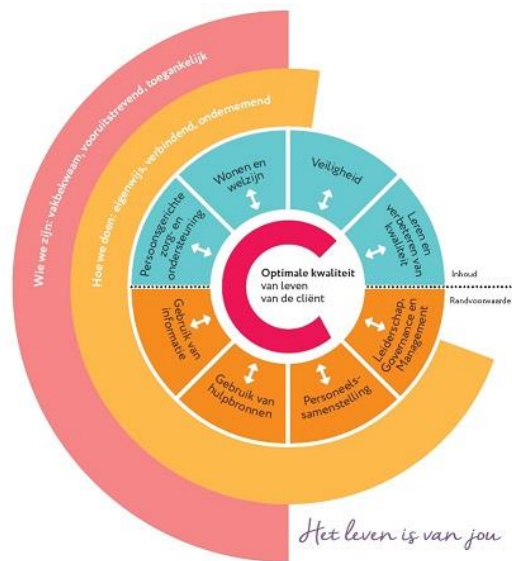 Wie we zijn: vakbekwaam, vooruitstrevend, toegankelijk
Hoe we doen: eigenwijs, verbindend, ondernemend
Persoonsgerichte
zorg- en
ondersteuning
Wonen en
welzijn
Veiligheid
Leren en
verbeteren van
kwaliteit
Optimale kwaliteit
van leven
van de cliënt
Inhoud
Randvoorwaarde
Gebruik van
informatie
Gebruik van
hulpbronnen
Personeels-
samenstelling
Leiderschap,
Governance en
Management
Het leven is van jou